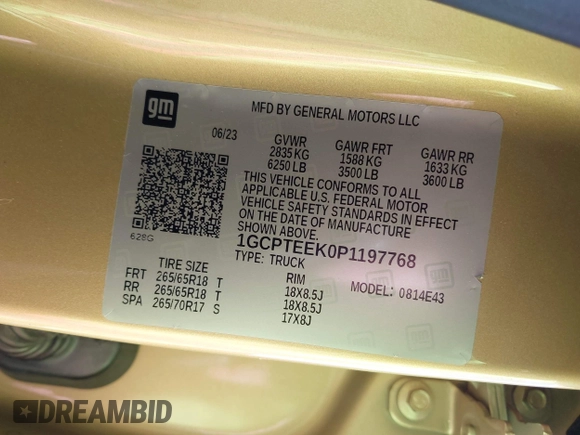 gm
MFD BY GENERAL MOTORS LLC
06/23
GVWR GAWR FRT GAWR RR
2835 KG 1588 KG 1633 KG
6250 LB 3500 LB 3600 LB
THIS VEHICLE CONFORMS TO ALL
APPLICABLE U.S. FEDERAL MOTOR
VEHICLE SAFETY STANDARDS IN EFFECT
ON THE DATE OF MANUFACTURE
SHOWN ABOVE.
628G
1GCPTEEK0P1197768
TYPE: TRUCK
MODEL: 0814E43
TIRE SIZE RIM
FRT 265/65R18 T 18X8.5J
RR 265/65R18 T 18X8.5J
SPA 265/70R17 S 17X8J
DREAMBID